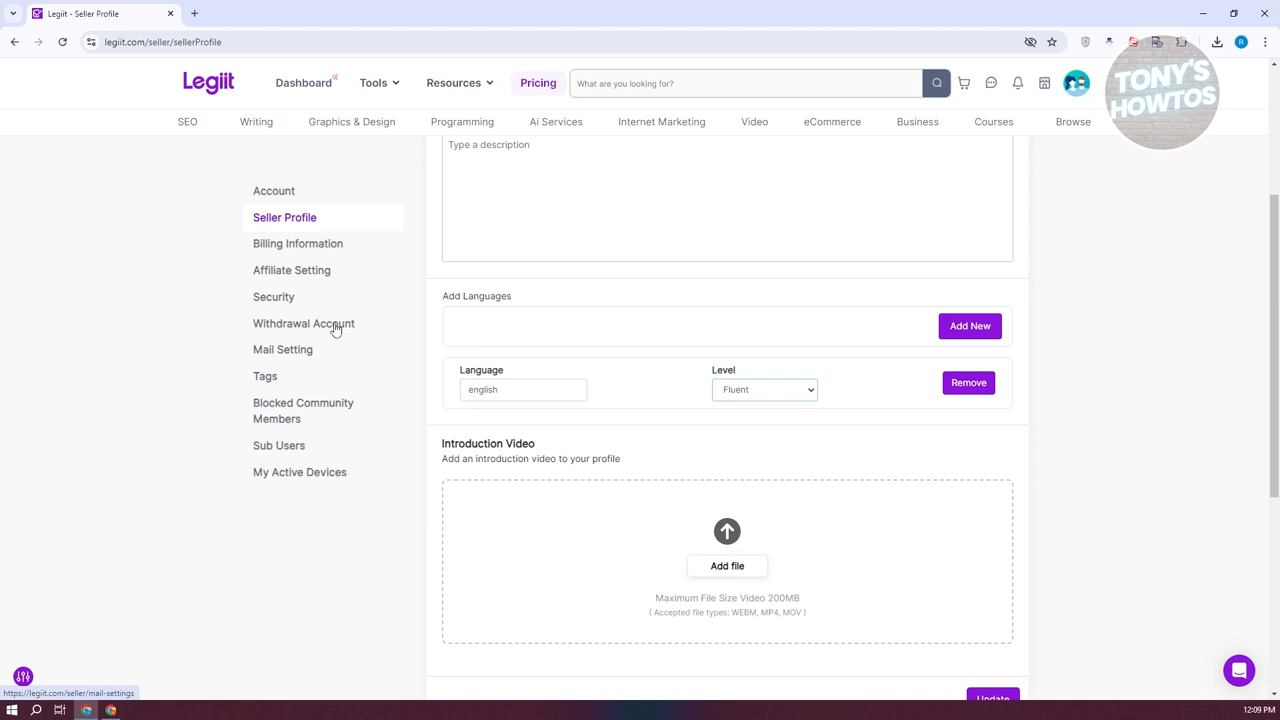 Legiit - Seller Profile
legiit.com/seller/sellerProfile
R
Legiit
Dashboard
Tools
Resources
Pricing
What are you looking for?
TONY'S
HOWTOS
SEO
Writing
Graphics & Design
Programming
Ai Services
Internet Marketing
Video
eCommerce
Business
Courses
Browse
Type a description
Account
Seller Profile
Billing Information
Affiliate Setting
Security
Withdrawal Account
Mail Setting
Tags
Blocked Community
Members
Sub Users
My Active Devices
Add Languages
Add New
Language
Level
english
Fluent
Remove
Introduction Video
Add an introduction video to your profile
Add file
Maximum File Size Video 200MB
( Accepted file types: WEBM, MP4, MOV )
Update
https://legiit.com/seller/mail-settings
12:09 PM